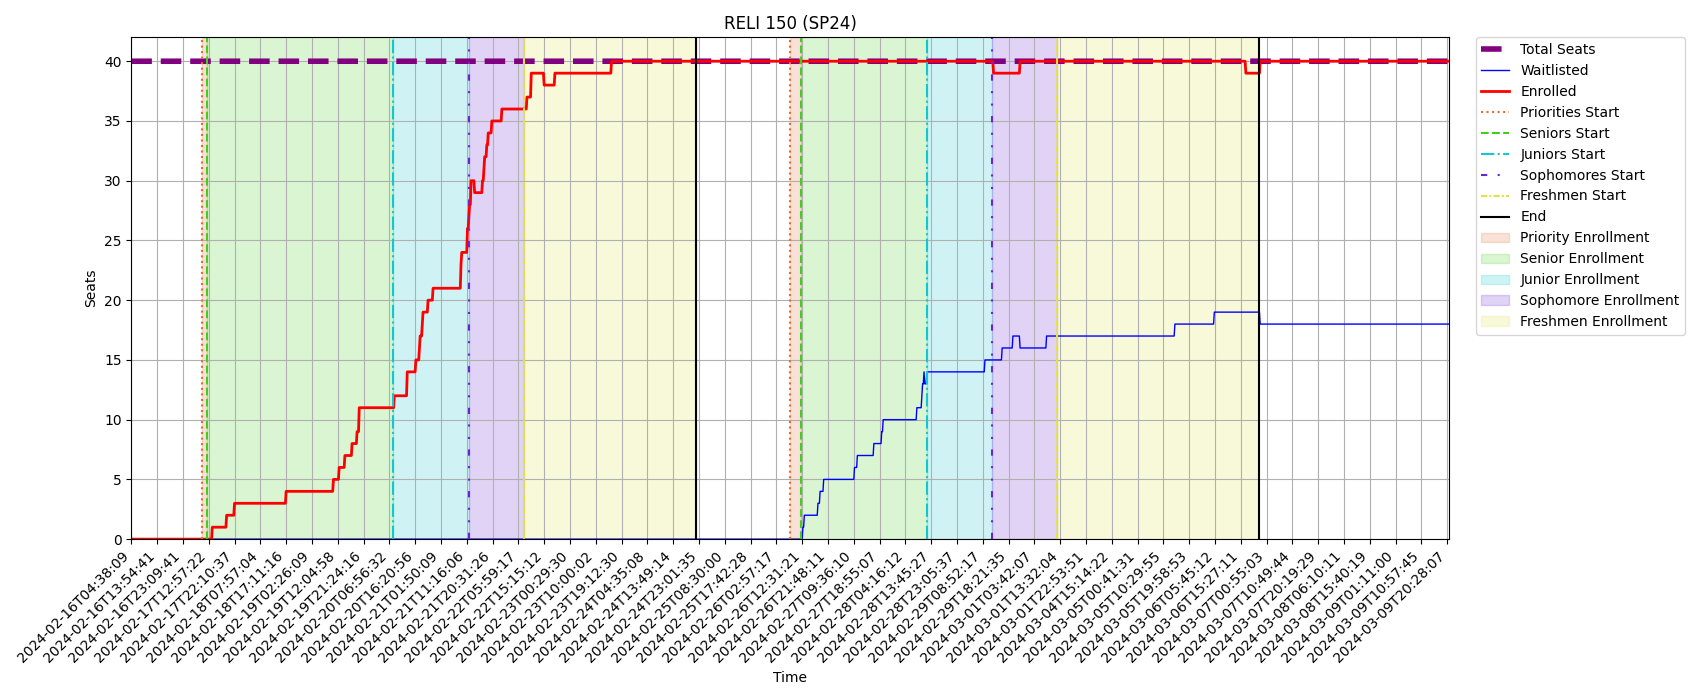 RELI 150 (SP24)
Seats
40
35
30
25
20
15
10
5
0
2024-02-16T04:38:09
2024-02-16T13:54:41
2024-02-16T23:09:41
2024-02-17T12:57:22
2024-02-17T22:10:37
2024-02-18T07:57:04
2024-02-18T17:11:16
2024-02-19T02:26:09
2024-02-19T12:04:58
2024-02-19T21:24:16
2024-02-20T06:56:32
2024-02-20T16:20:56
2024-02-21T01:50:09
2024-02-21T11:16:06
2024-02-21T20:31:26
2024-02-22T05:59:17
2024-02-22T15:15:12
2024-02-23T00:29:30
2024-02-23T10:00:02
2024-02-23T19:12:30
2024-02-24T04:35:08
2024-02-24T13:49:14
2024-02-24T23:01:35
2024-02-25T08:30:00
2024-02-25T17:42:28
2024-02-26T02:57:17
2024-02-26T12:31:21
2024-02-26T21:48:11
2024-02-27T09:36:10
2024-02-27T18:55:07
2024-02-28T04:16:12
2024-02-28T13:45:27
2024-02-28T23:05:37
2024-02-29T08:52:17
2024-02-29T18:21:35
2024-03-01T03:42:07
2024-03-01T13:32:04
2024-03-01T22:53:51
2024-03-04T15:14:22
2024-03-05T00:41:31
2024-03-05T10:29:55
2024-03-05T19:58:53
2024-03-06T05:45:12
2024-03-06T15:27:11
2024-03-07T00:55:03
2024-03-07T10:49:44
2024-03-07T20:19:29
2024-03-08T06:10:11
2024-03-08T15:40:19
2024-03-09T01:11:00
2024-03-09T10:57:45
2024-03-09T20:28:07
Time
Total Seats
Waitlisted
Enrolled
Priorities Start
Seniors Start
Juniors Start
Sophomores Start
Freshmen Start
End
Priority Enrollment
Senior Enrollment
Junior Enrollment
Sophomore Enrollment
Freshmen Enrollment